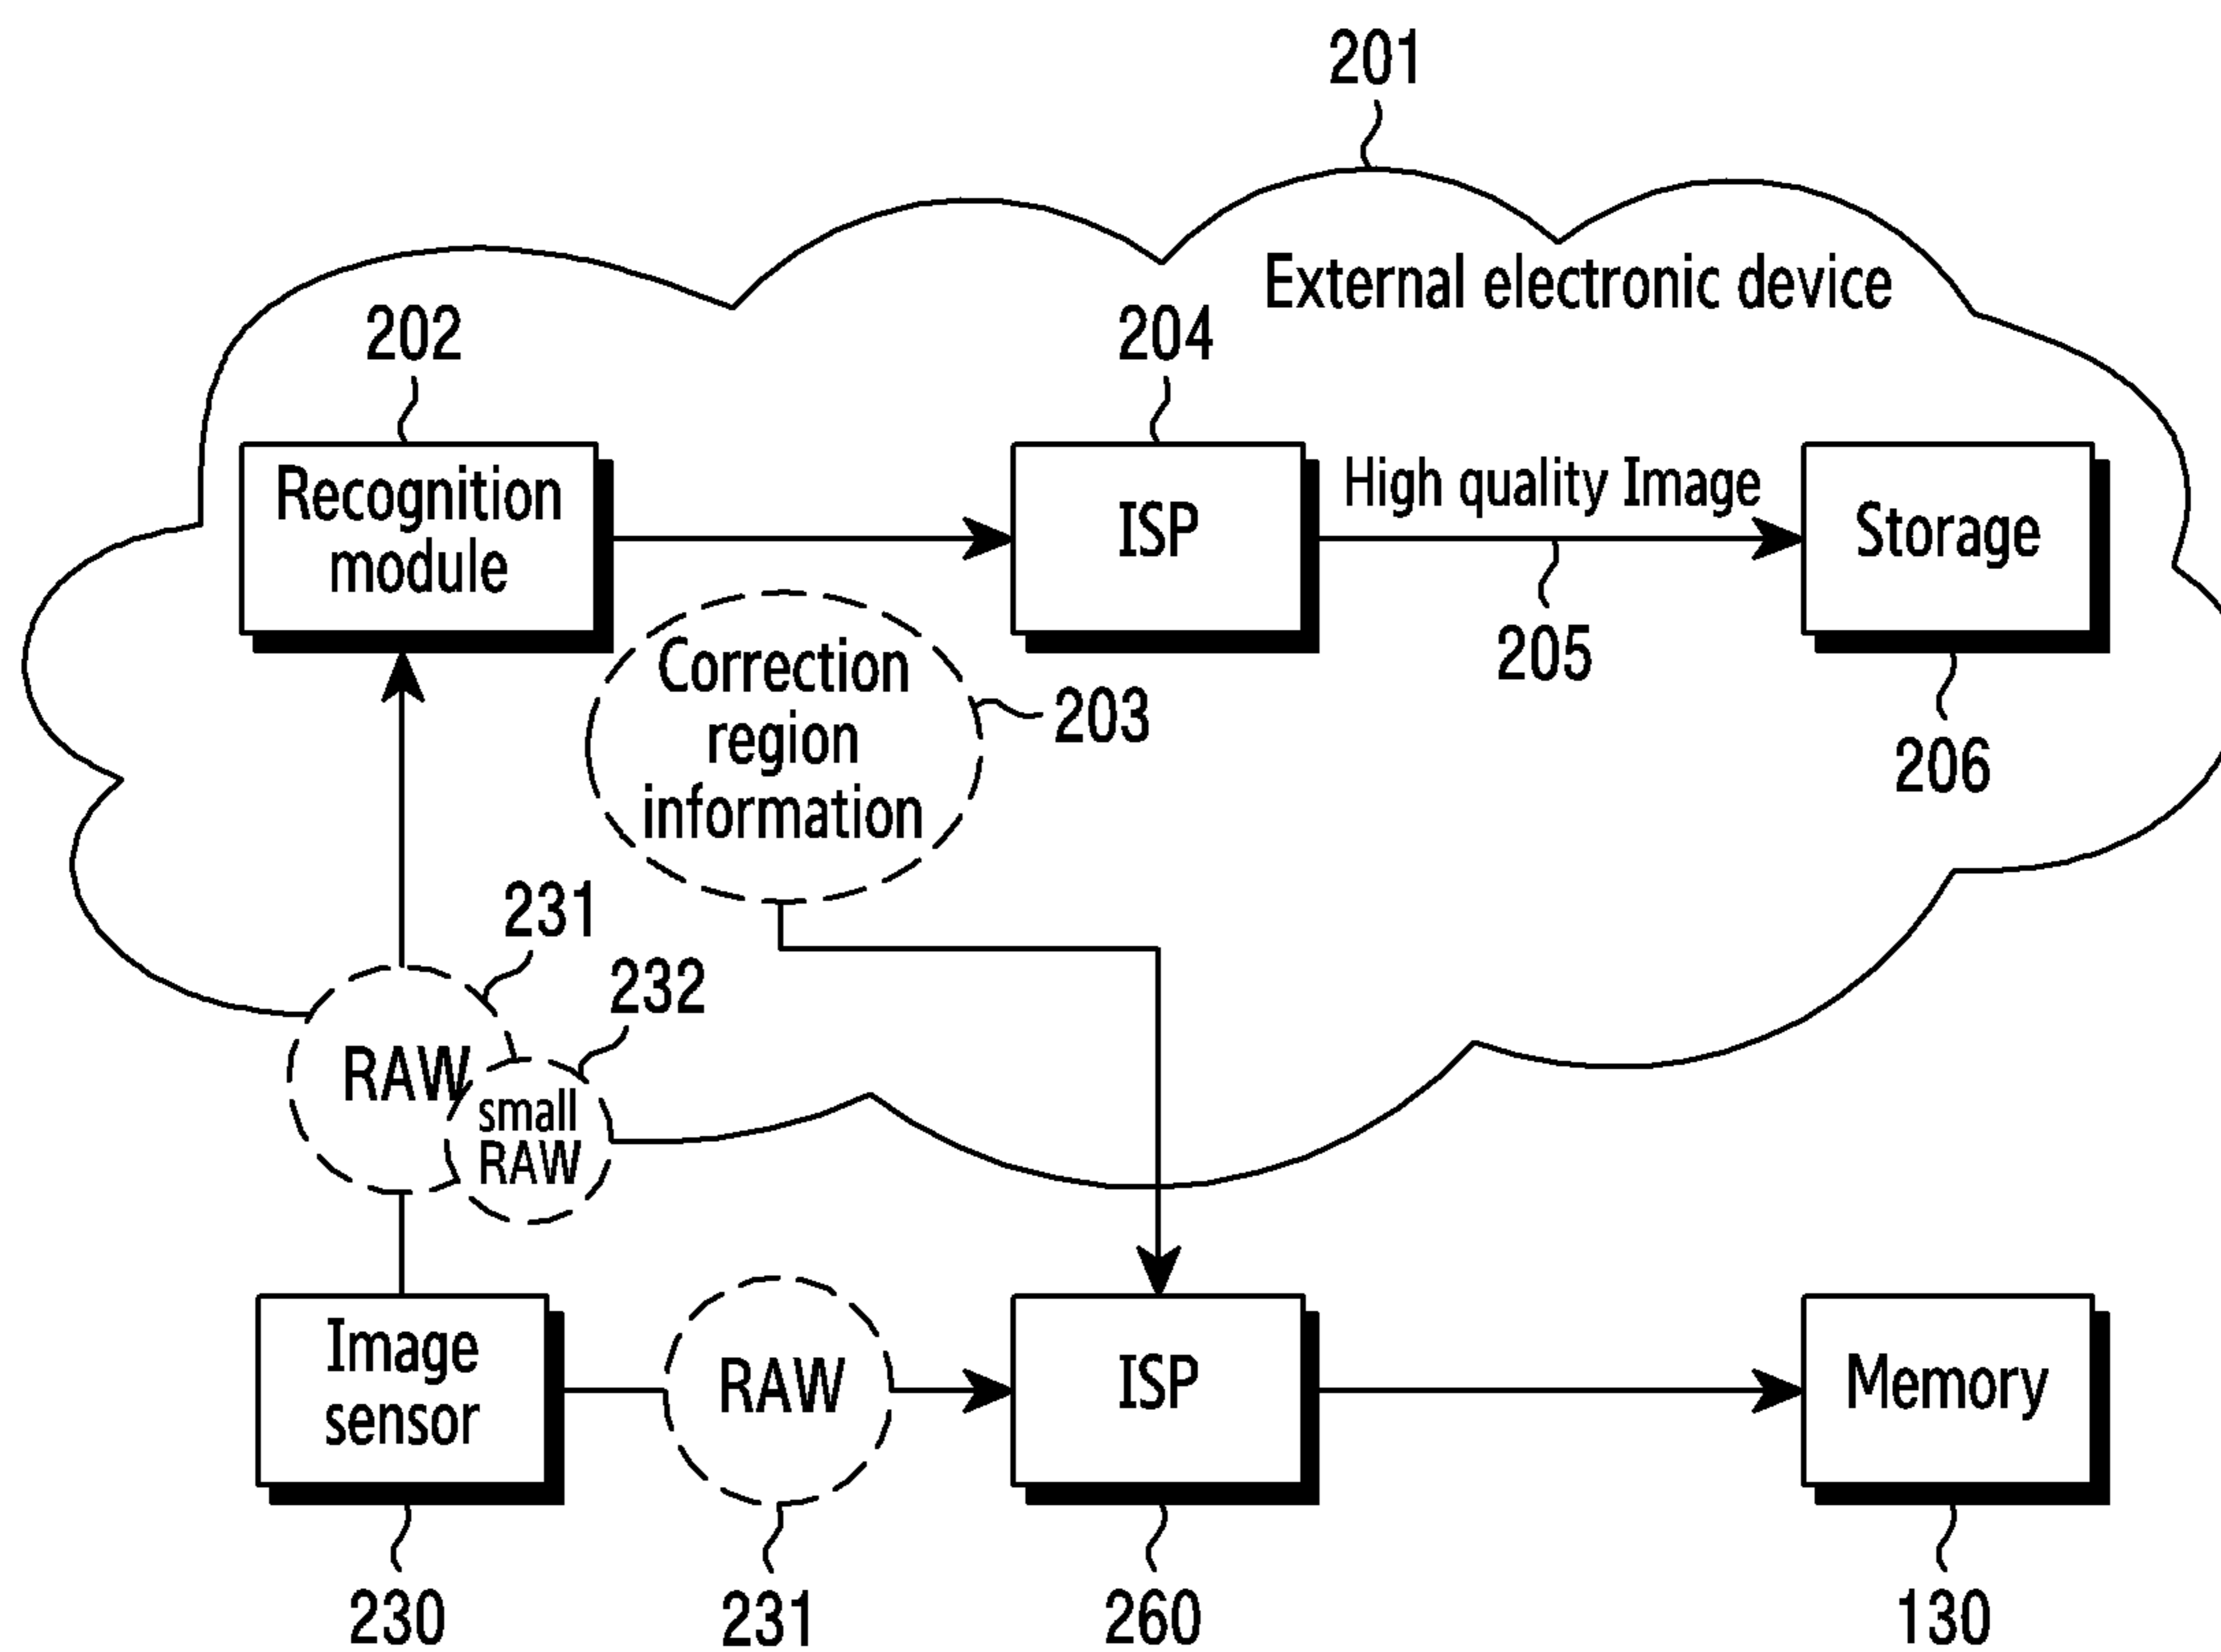 201
External electronic device
202
204
Recognition
module
ISP
High quality Image
Storage
205
206
Correction
region
information
203
231
232
RAW
small
RAW
Image
sensor
RAW
ISP
Memory
230
231
260
130